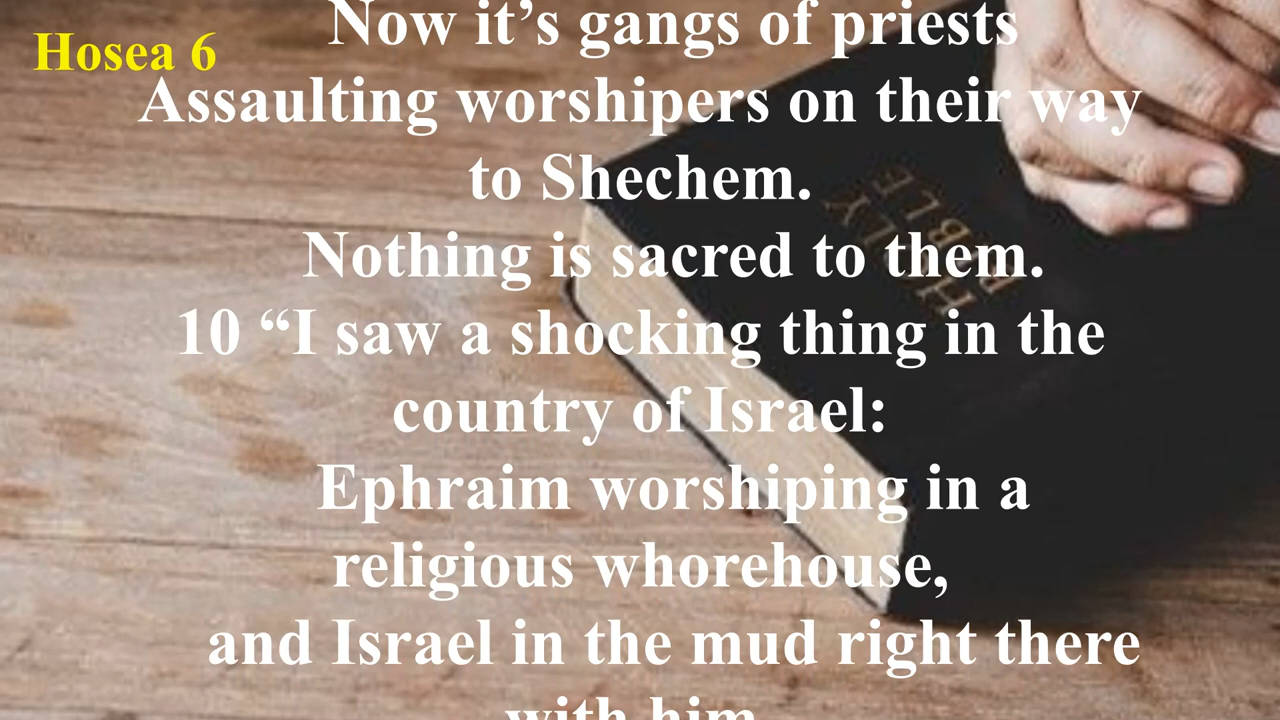 Hosea 6
Now it’s gangs of priests
Assaulting worshipers on their way
to Shechem.
Nothing is sacred to them.
10 “I saw a shocking thing in the
country of Israel:
Ephraim worshiping in a
religious whorehouse,
and Israel in the mud right there
with him
HOLY
BIBLE